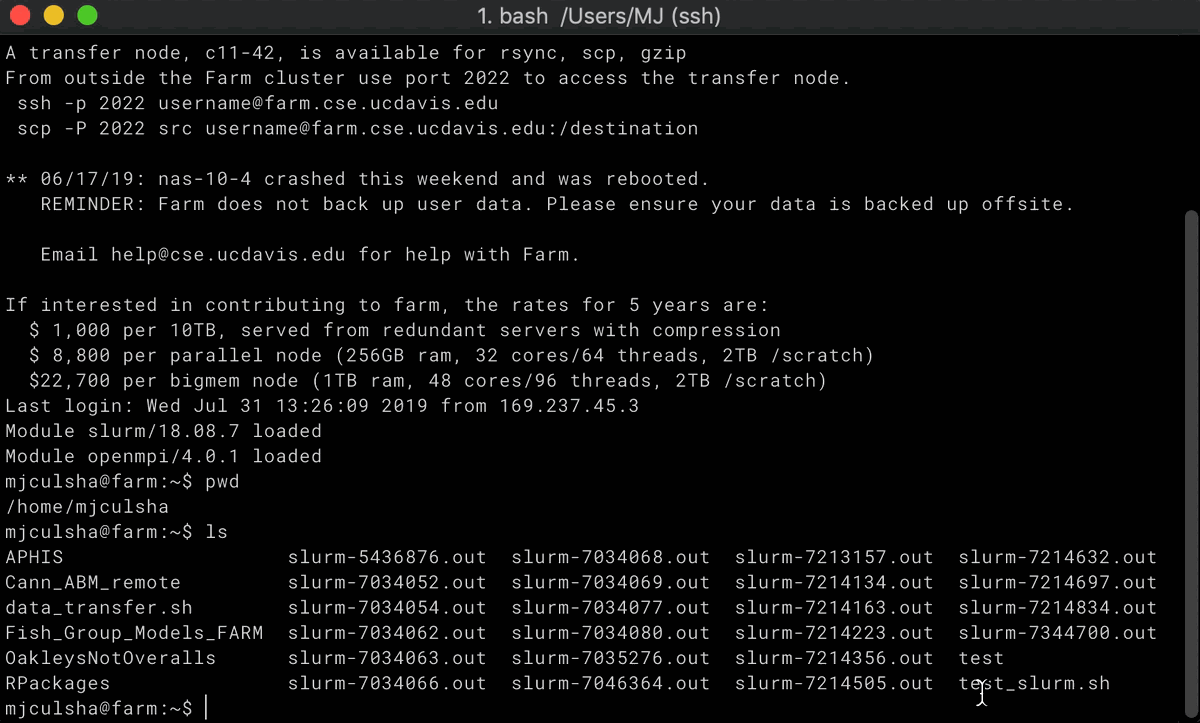 1. bash /Users/MJ (ssh)
A transfer node, c11-42, is available for rsync, scp, gzip
From outside the Farm cluster use port 2022 to access the transfer node.
ssh -p 2022 username@farm.cse.ucdavis.edu
scp -P 2022 src username@farm.cse.ucdavis.edu:/destination
** 06/17/19: nas-10-4 crashed this weekend and was rebooted.
REMINDER: Farm does not back up user data. Please ensure your data is backed up offsite.
Email help@cse.ucdavis.edu for help with Farm.
If interested in contributing to farm, the rates for 5 years are:
$ 1,000 per 10TB, served from redundant servers with compression
$ 8,800 per parallel node (256GB ram, 32 cores/64 threads, 2TB /scratch)
$22,700 per bigmem node (1TB ram, 48 cores/96 threads, 2TB /scratch)
Last login: Wed Jul 31 13:26:09 2019 from 169.237.45.3
Module slurm/18.08.7 loaded
Module openmpi/4.0.1 loaded
mjculsha@farm:~$ pwd
/home/mjculsha
mjculsha@farm:~$ ls
APHIS slurm-5436876.out slurm-7034068.out slurm-7213157.out slurm-7214632.out
Cann_ABM_remote slurm-7034052.out slurm-7034069.out slurm-7214134.out slurm-7214697.out
data_transfer.sh slurm-7034054.out slurm-7034077.out slurm-7214163.out slurm-7214834.out
Fish_Group_Models_FARM slurm-7034062.out slurm-7034080.out slurm-7214223.out slurm-7344700.out
OakleysNotOveralls slurm-7034063.out slurm-7035276.out slurm-7214356.out test
RPackages slurm-7034066.out slurm-7046364.out slurm-7214505.out test_slurm.sh
mjculsha@farm:~$